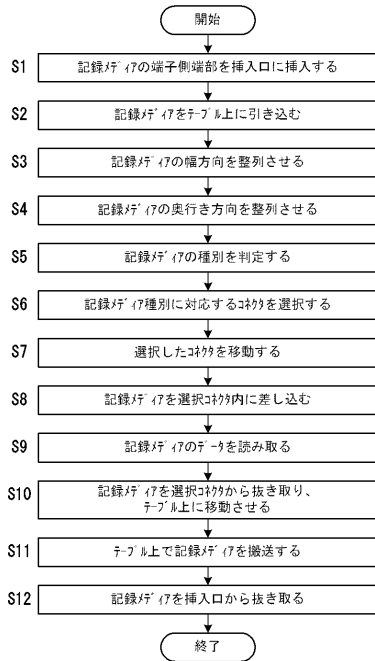 開始
S1 記録ﾒﾃﾞｨｱの端子側端部を挿入口に挿入する
S2 記録ﾒﾃﾞｨｱをﾃｰﾌﾞﾙ上に引き込む
S3 記録ﾒﾃﾞｨｱの幅方向を整列させる
S4 記録ﾒﾃﾞｨｱの奥行き方向を整列させる
S5 記録ﾒﾃﾞｨｱの種別を判定する
S6 記録ﾒﾃﾞｨｱ種別に対応するｺﾈｸﾀを選択する
S7 選択したｺﾈｸﾀを移動する
S8 記録ﾒﾃﾞｨｱを選択ｺﾈｸﾀ内に差し込む
S9 記録ﾒﾃﾞｨｱのﾃﾞｰﾀを読み取る
S10 記録ﾒﾃﾞｨｱを選択ｺﾈｸﾀから抜き取り、
ﾃｰﾌﾞﾙ上に移動させる
S11 ﾃｰﾌﾞﾙ上で記録ﾒﾃﾞｨｱを搬送する
S12 記録ﾒﾃﾞｨｱを挿入口から抜き取る
終了